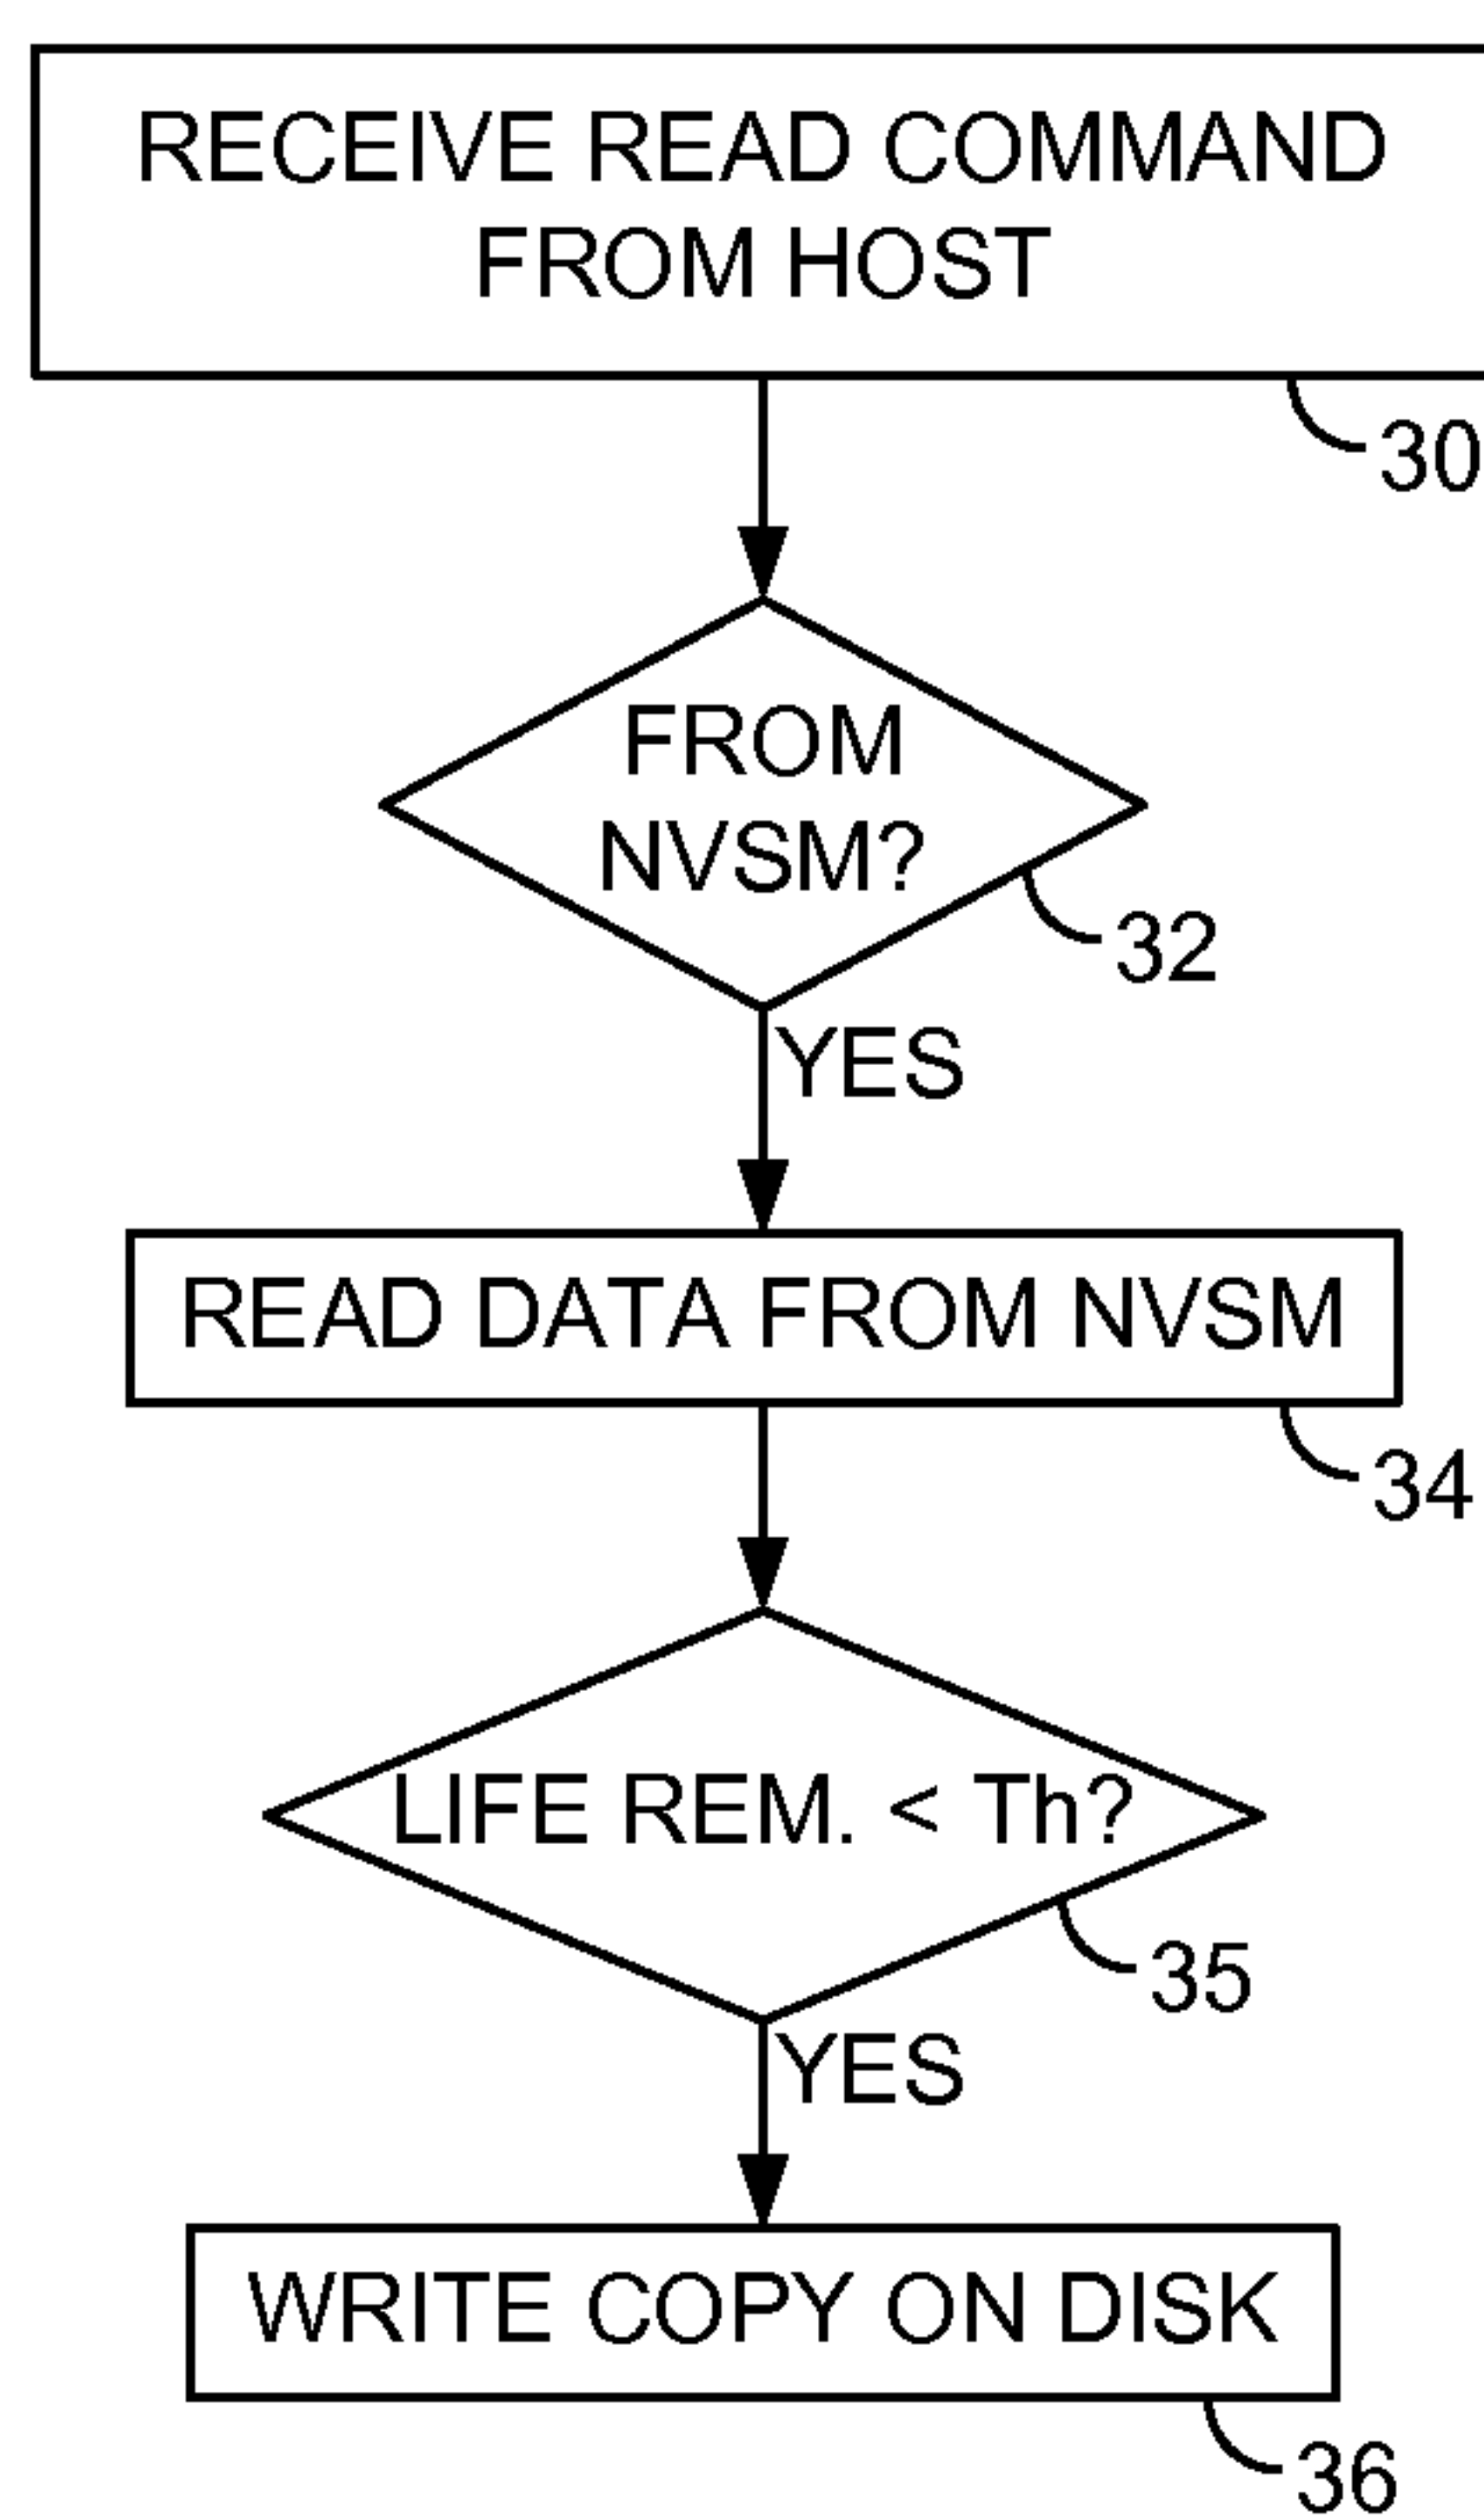 RECEIVE READ COMMAND
FROM HOST
30
FROM
NVSM?
32
YES
READ DATA FROM NVSM
34
LIFE REM. < Th?
35
YES
WRITE COPY ON DISK
36